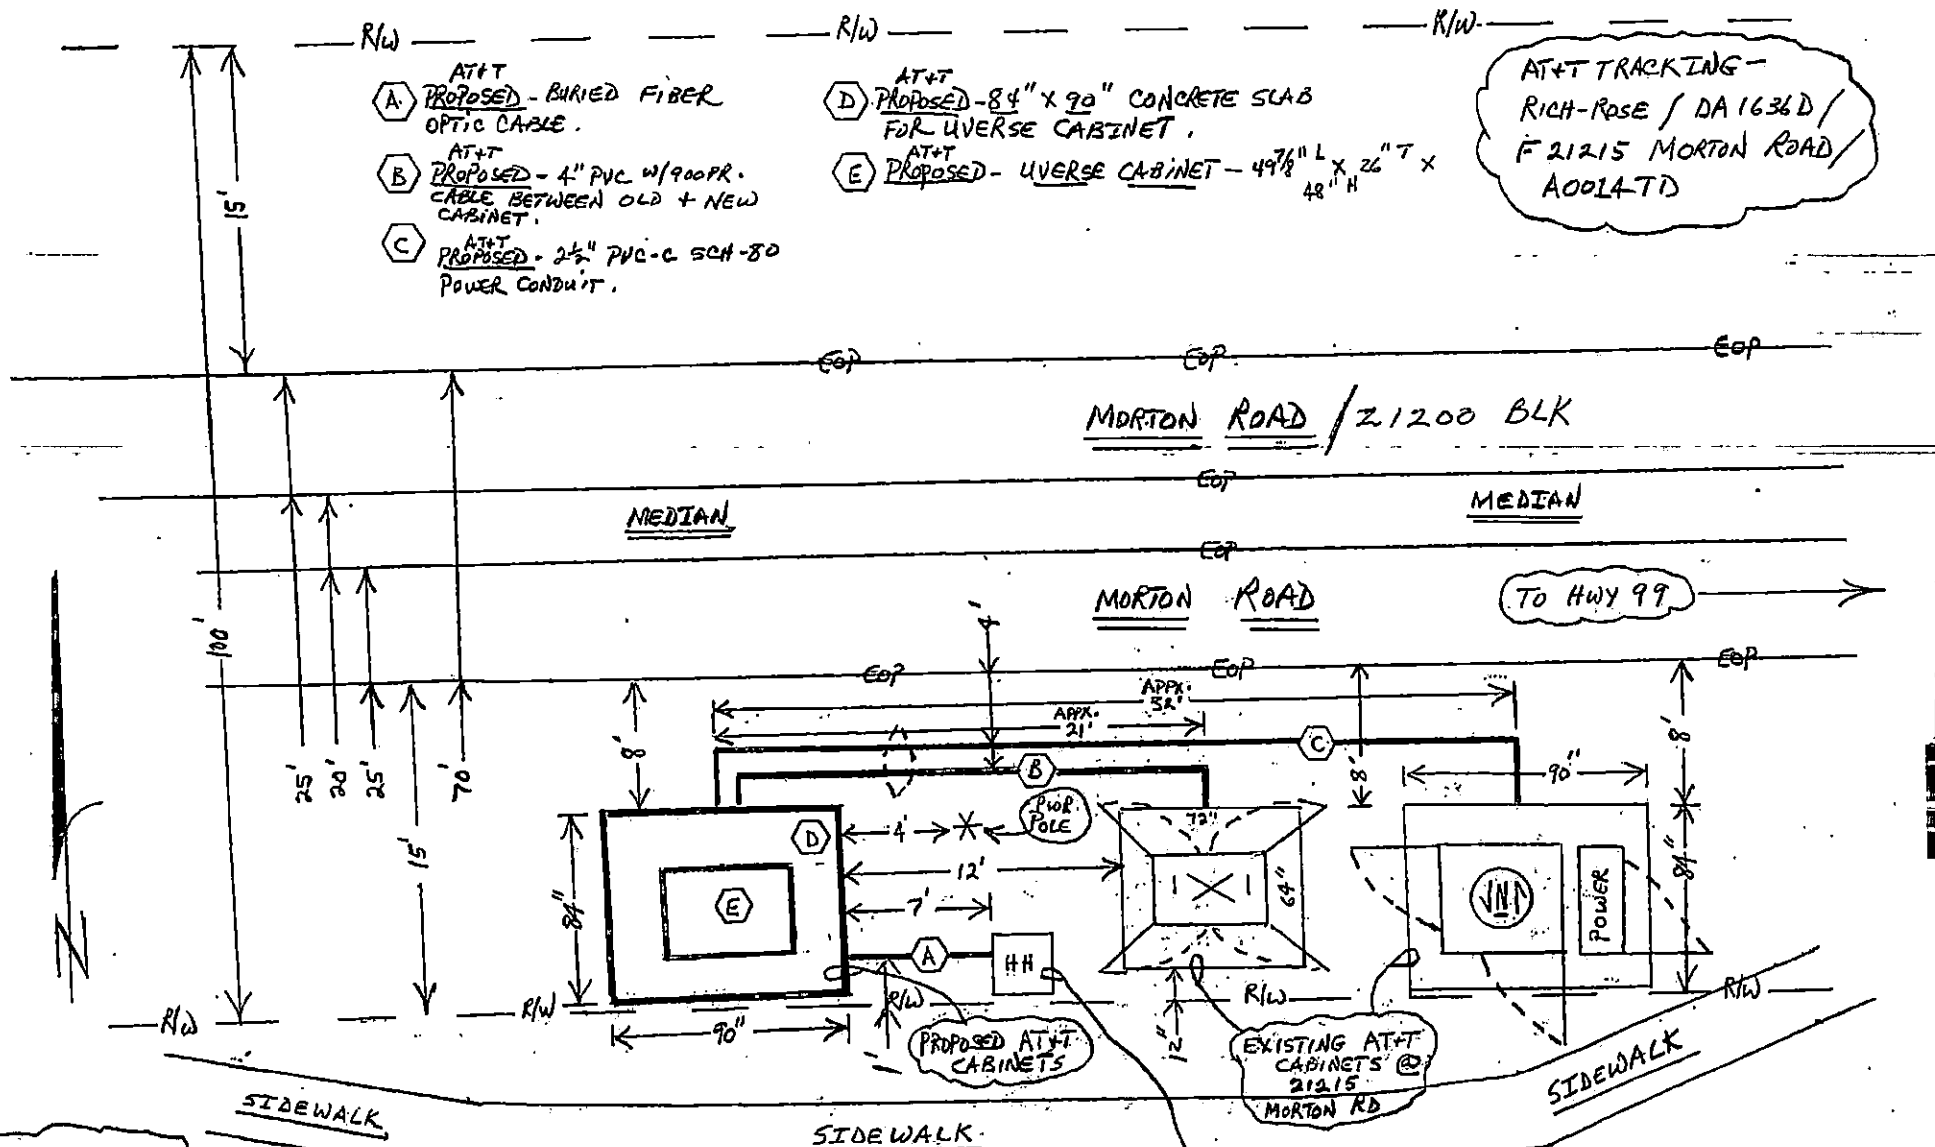 R/W R/W R/W
AT&T
A PROPOSED - BURIED FIBER
OPTIC CABLE.
AT&T
B PROPOSED - 4" PVC W/900PR.
CABLE BETWEEN OLD + NEW
CABINET.
AT&T
C PROPOSED - 2½" PVC-C SCH-80
POWER CONDUIT.
AT&T
D PROPOSED - 84" X 90" CONCRETE SLAB
FOR UVERSE CABINET.
AT&T
E PROPOSED - UVERSE CABINET - 49 7/8" L X 26" T X
48" H
AT&T TRACKING -
RICH-ROSE / DA 1636D /
F 21215 MORTON ROAD /
A0014TD
15'
EOP EOP EOP
MORTON ROAD / 21200 BLK
EOP
MEDIAN MEDIAN
EOP
MORTON ROAD
TO HWY 99
100'
4'
EOP EOP EOP
25' 20' 25' 70'
15'
8'
APPX.
32'
APPX.
21'
C
B
8'
90"
8'
PWR.
POLE
D
4'
72"
12'
84"
E
7'
64"
POWER
84"
N
A
HH
R/W
R/W
R/W
R/W
R/W
90"
1'
12"
PROPOSED AT&T
CABINETS
EXISTING AT&T
CABINETS @
21215
MORTON RD
SIDEWALK
SIDEWALK
SIDEWALK